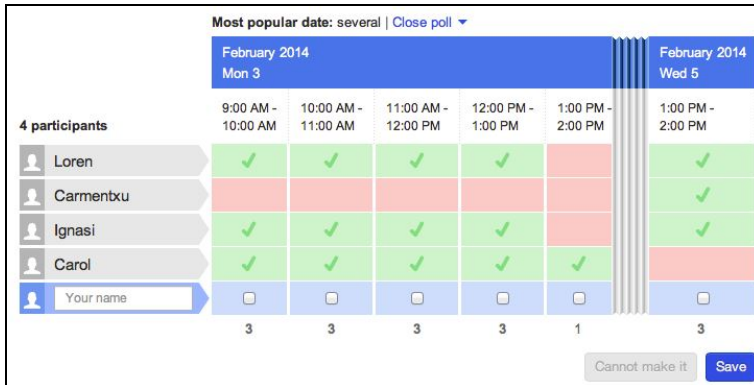 Most popular date: several | Close poll
February 2014 February 2014
Mon 3 Wed 5
9:00 AM - 10:00 AM - 11:00 AM - 12:00 PM - 1:00 PM - 1:00 PM -
4 participants 10:00 AM 11:00 AM 12:00 PM 1:00 PM 2:00 PM 2:00 PM
Loren
Carmentxu
Ignasi
Carol
Your name
3 3 3 3 1 3
Cannot make it Save